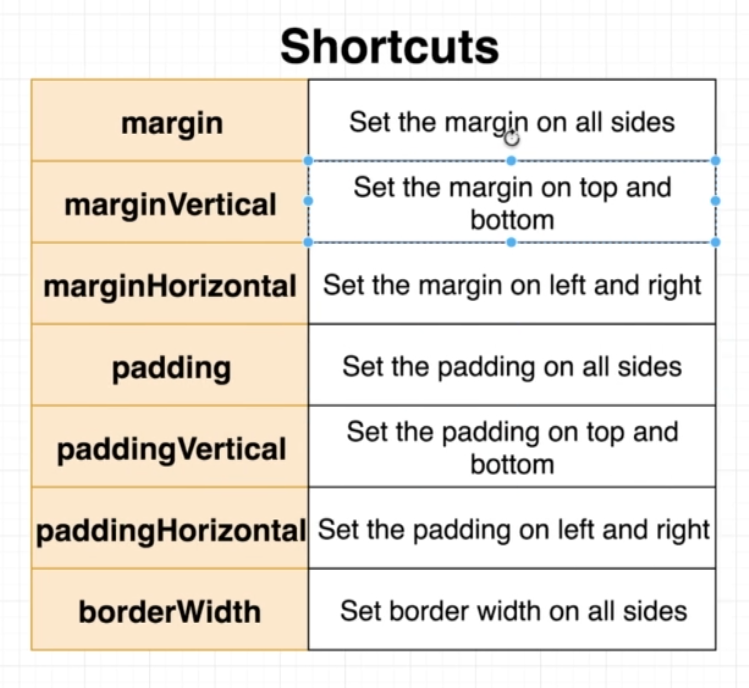 Shortcuts
margin
Set the margin on all sides
marginVertical
Set the margin on top and
bottom
marginHorizontal
Set the margin on left and right
padding
Set the padding on all sides
paddingVertical
Set the padding on top and
bottom
paddingHorizontal
Set the padding on left and right
borderWidth
Set border width on all sides